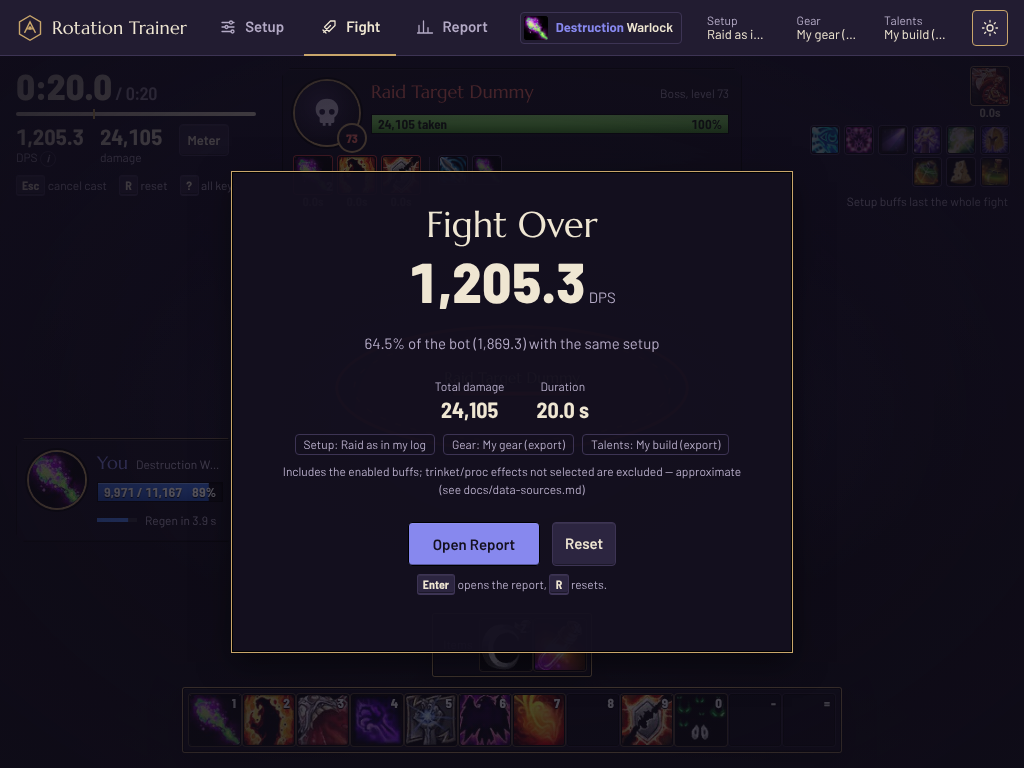 Rotation Trainer
Setup
Fight
Report
Destruction Warlock
Setup
Raid as i...
Gear
My gear (...
Talents
My build (...
0:20.0 / 0:20
1,205.3
DPS
24,105
damage
Meter
Esc cancel cast R reset ? all key
Raid Target Dummy
Boss, level 73
24,105 taken 100%
73
0.0s
Setup buffs last the whole fight
Fight Over
1,205.3 DPS
64.5% of the bot (1,869.3) with the same setup
Total damage
24,105
Duration
20.0 s
Setup: Raid as in my log
Gear: My gear (export)
Talents: My build (export)
Includes the enabled buffs; trinket/proc effects not selected are excluded — approximate
(see docs/data-sources.md)
Open Report
Reset
Enter opens the report, R resets.
You Destruction W...
9,971 / 11,167 89%
Regen in 3.9 s
1 2 3 4 5 6 7 8 9 0 - =